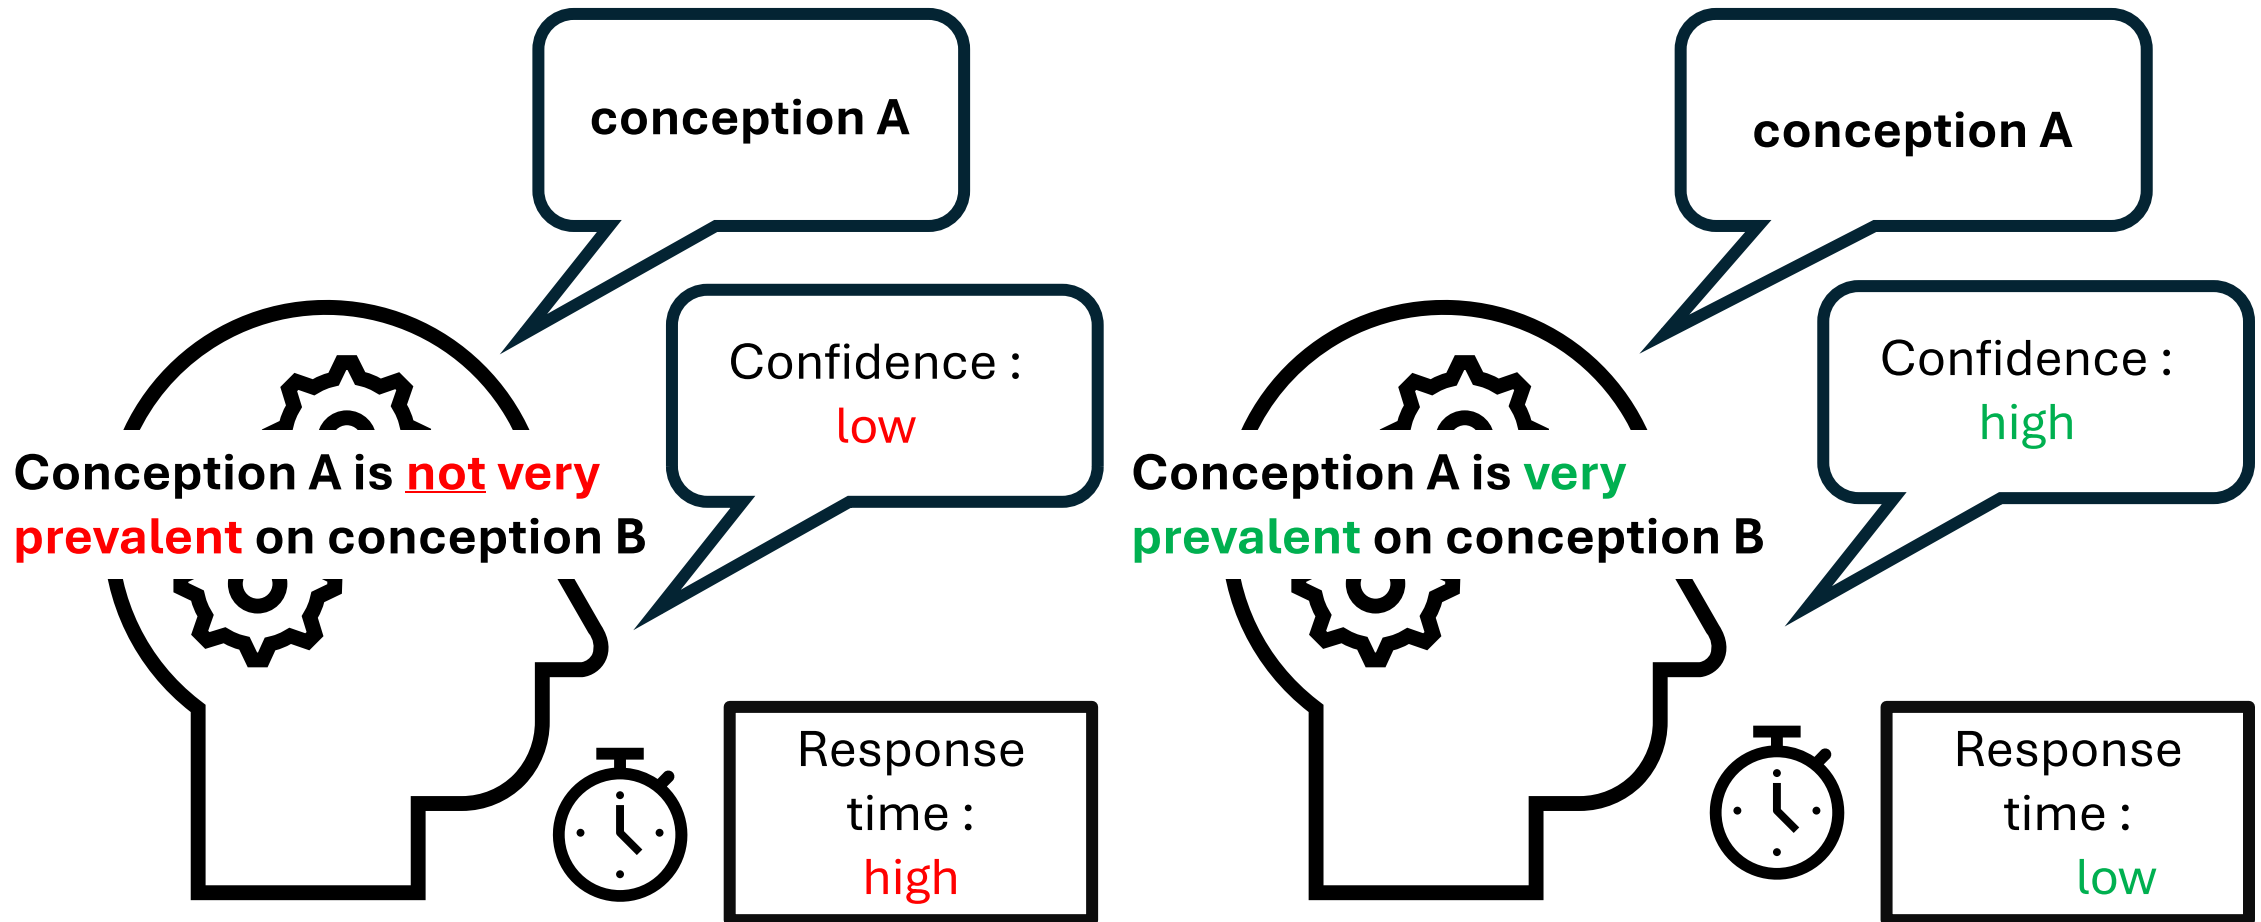 conception A
Confidence :
low
Conception A is not very
prevalent on conception B
Response
time :
high
conception A
Confidence :
high
Conception A is very
prevalent on conception B
Response
time :
low